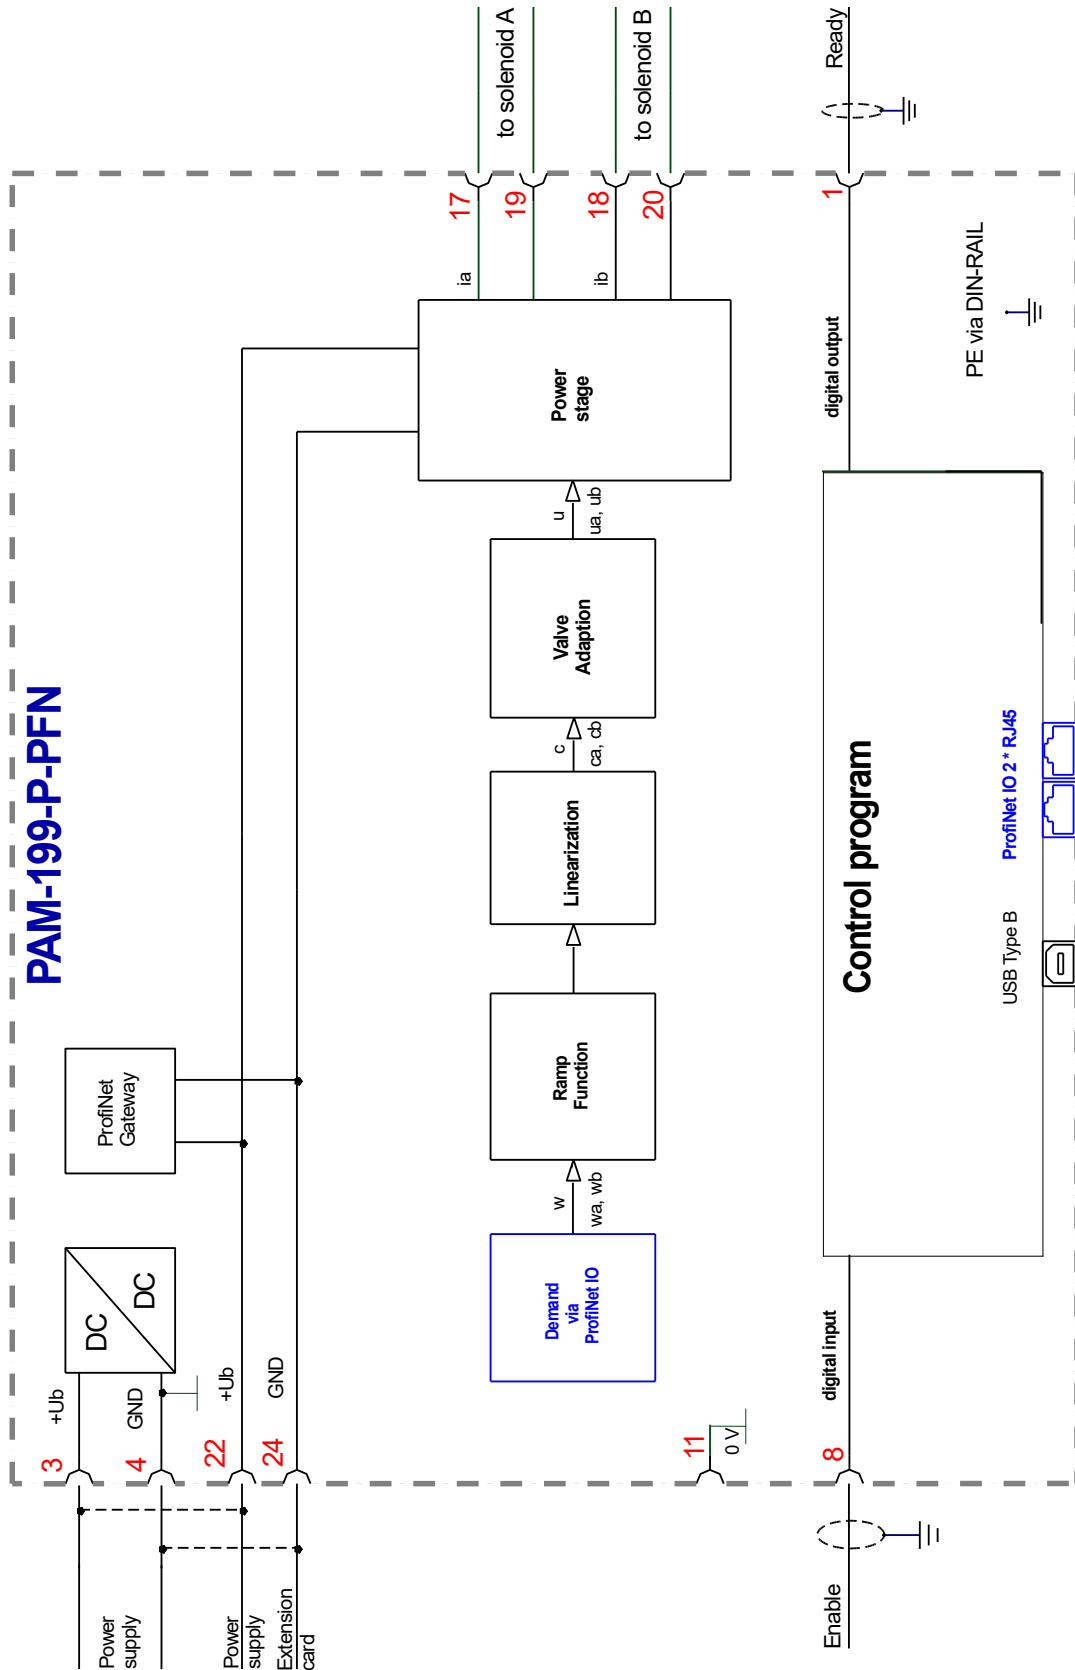 PAM-199-P-PFN
Power
supply
Power
supply
Extension
card
3
+Ub
4
GND
22
+Ub
24
GND
DC
DC
ProfiNet
Gateway
Demand
via
ProfiNet IO
w
wa, wb
Ramp
Function
Linearization
c
ca, cb
Valve
Adaption
u
ua, ub
Power
stage
ia
17
19
to solenoid A
ib
18
20
to solenoid B
11
0 V
Enable
8
digital input
Control program
USB Type B
ProfiNet IO 2 * RJ45
digital output
1
Ready
PE via DIN-RAIL